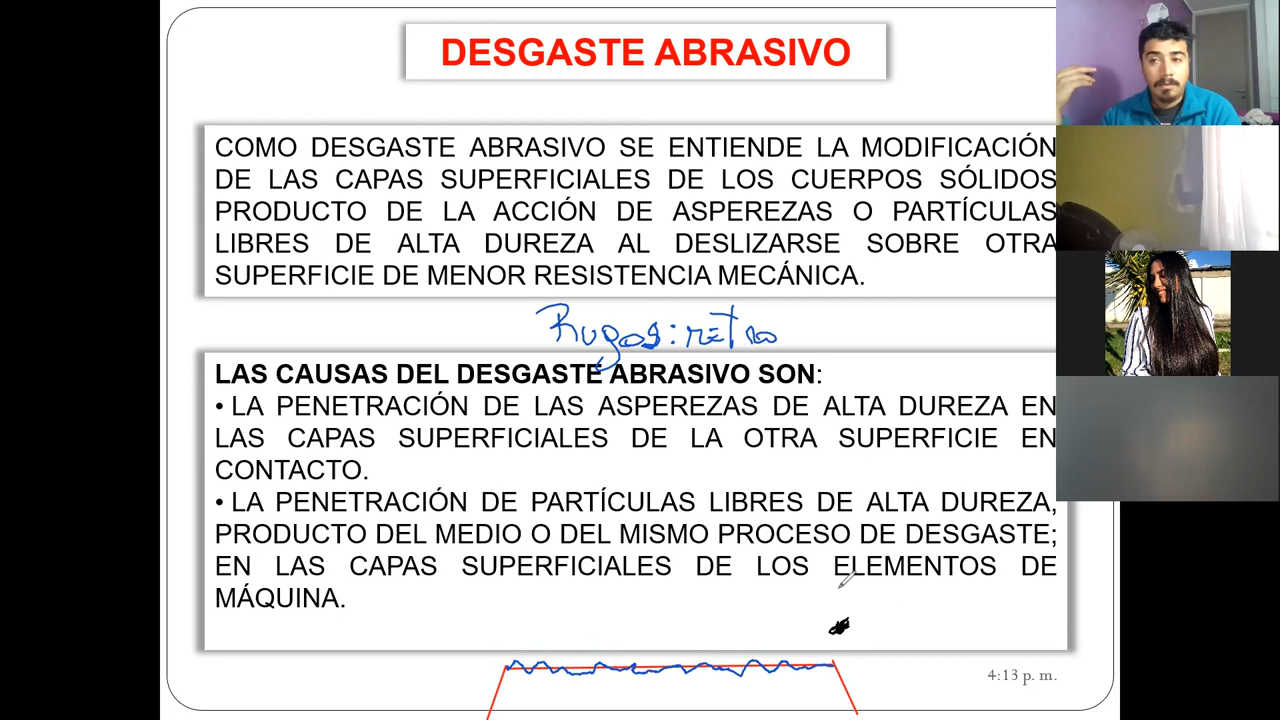 DESGASTE ABRASIVO
COMO DESGASTE ABRASIVO SE ENTIENDE LA MODIFICACIÓN
DE LAS CAPAS SUPERFICIALES DE LOS CUERPOS SÓLIDOS
PRODUCTO DE LA ACCIÓN DE ASPEREZAS O PARTÍCULAS
LIBRES DE ALTA DUREZA AL DESLIZARSE SOBRE OTRA
SUPERFICIE DE MENOR RESISTENCIA MECÁNICA.
LAS CAUSAS DEL DESGASTE ABRASIVO SON:
• LA PENETRACIÓN DE LAS ASPEREZAS DE ALTA DUREZA EN
LAS CAPAS SUPERFICIALES DE LA OTRA SUPERFICIE EN
CONTACTO.
• LA PENETRACIÓN DE PARTÍCULAS LIBRES DE ALTA DUREZA,
PRODUCTO DEL MEDIO O DEL MISMO PROCESO DE DESGASTE;
EN LAS CAPAS SUPERFICIALES DE LOS ELEMENTOS DE
MÁQUINA.
4:13 p. m.